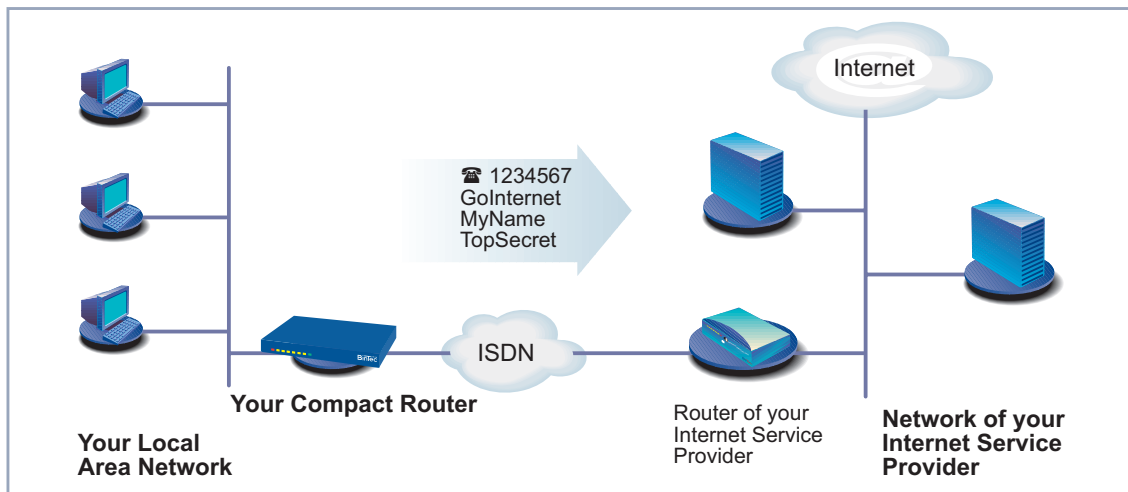 Internet
☎ 1234567
GoInternet
MyName
TopSecret
BinTec
ISDN
Your Compact Router
Your Local
Area Network
Router of your
Internet Service
Provider
Network of your
Internet Service
Provider